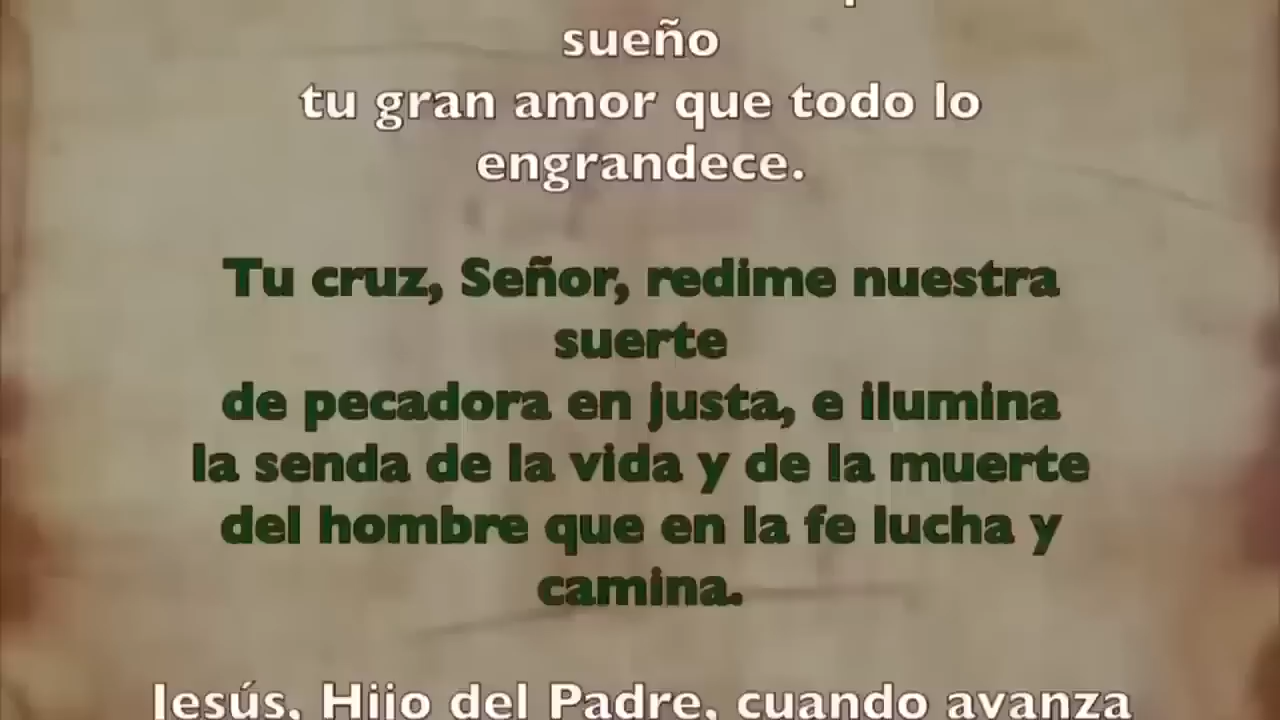 sueño
tu gran amor que todo lo
engrandece.
Tu cruz, Señor, redime nuestra
suerte
de pecadora en justa, e ilumina
la senda de la vida y de la muerte
del hombre que en la fe lucha y
camina.
Jesús, Hijo del Padre, cuando avanza